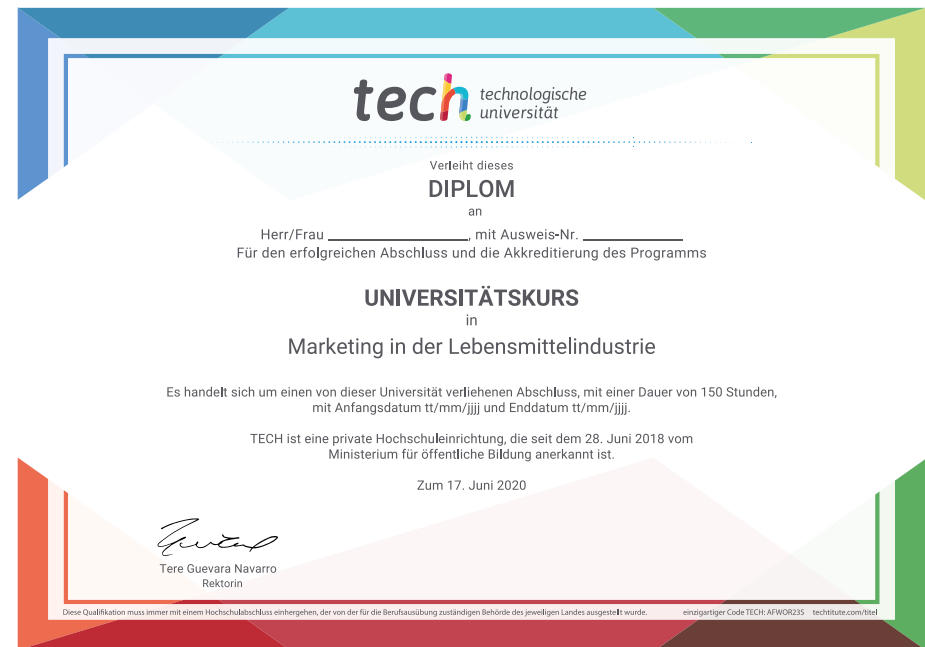 tech technologische
universität
Verleiht dieses
DIPLOM
an
Herr/Frau ____________________, mit Ausweis-Nr. ______________
Für den erfolgreichen Abschluss und die Akkreditierung des Programms
UNIVERSITÄTSKURS
in
Marketing in der Lebensmittelindustrie
Es handelt sich um einen von dieser Universität verliehenen Abschluss, mit einer Dauer von 150 Stunden,
mit Anfangsdatum tt/mm/jjjj und Enddatum tt/mm/jjjj.
TECH ist eine private Hochschuleinrichtung, die seit dem 28. Juni 2018 vom
Ministerium für öffentliche Bildung anerkannt ist.
Zum 17. Juni 2020
Tere Guevara Navarro
Rektorin
Diese Qualifikation muss immer mit einem Hochschulabschluss einhergehen, der von der für die Berufsausübung zuständigen Behörde des jeweiligen Landes ausgestellt wurde. einzigartiger Code TECH: AFWOR23S techtitute.com/titel